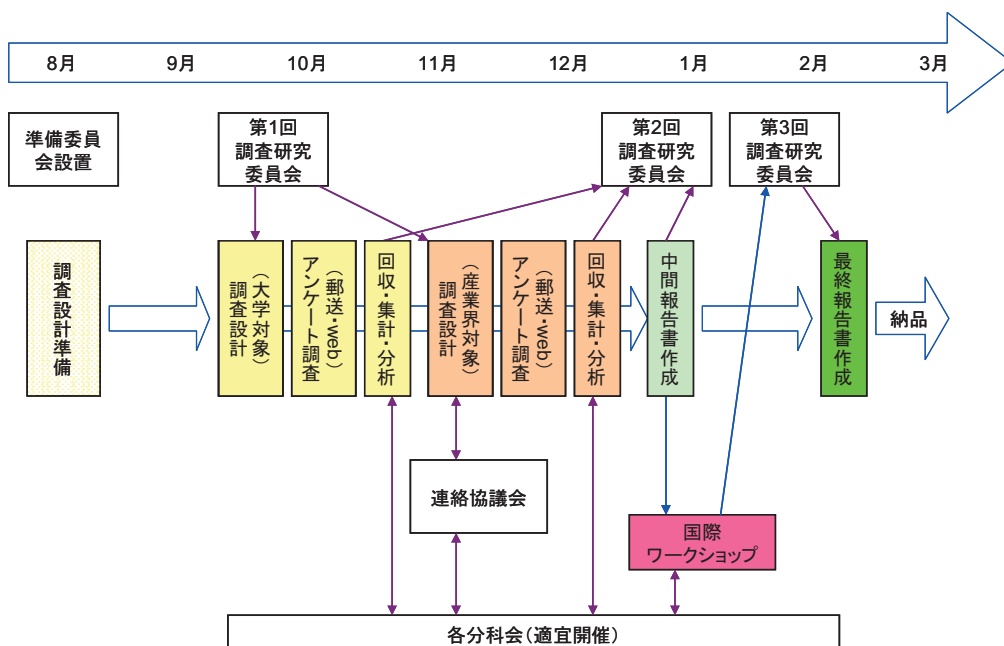 8月 9月 10月 11月 12月 1月 2月 3月
準備委員
会設置
第1回
調査研究
委員会
第2回
調査研究
委員会
第3回
調査研究
委員会
調査設計準備
(大学対象)
調査設計
(郵送・web)
アンケート調査
回収・集計・分析
(産業界対象)
調査設計
(郵送・web)
アンケート調査
回収・集計・分析
中間報告書作成
最終報告書作成
納品
連絡協議会
国際
ワークショップ
各分科会(適宜開催)